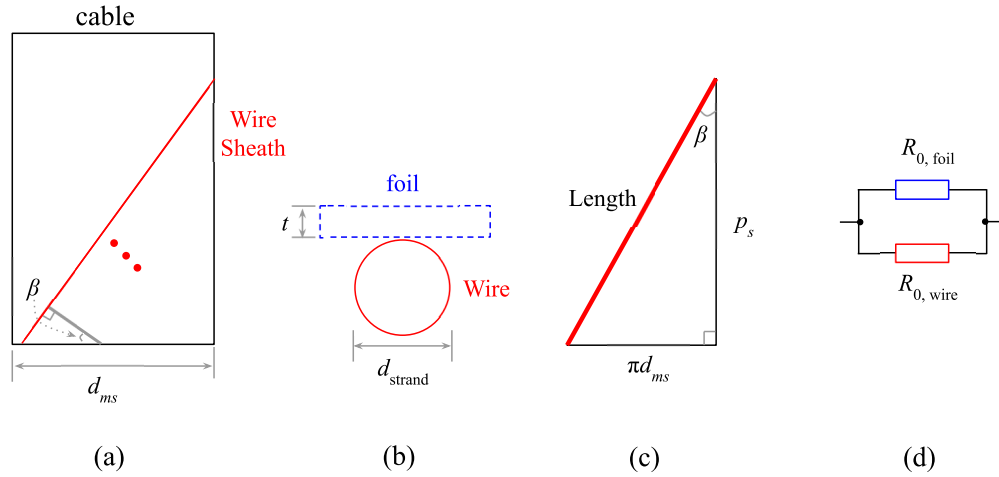 cable
Wire
Sheath
β
d_ms
(a)
foil
t
Wire
d_strand
(b)
β
Length
p_s
πd_ms
(c)
R_0, foil
R_0, wire
(d)